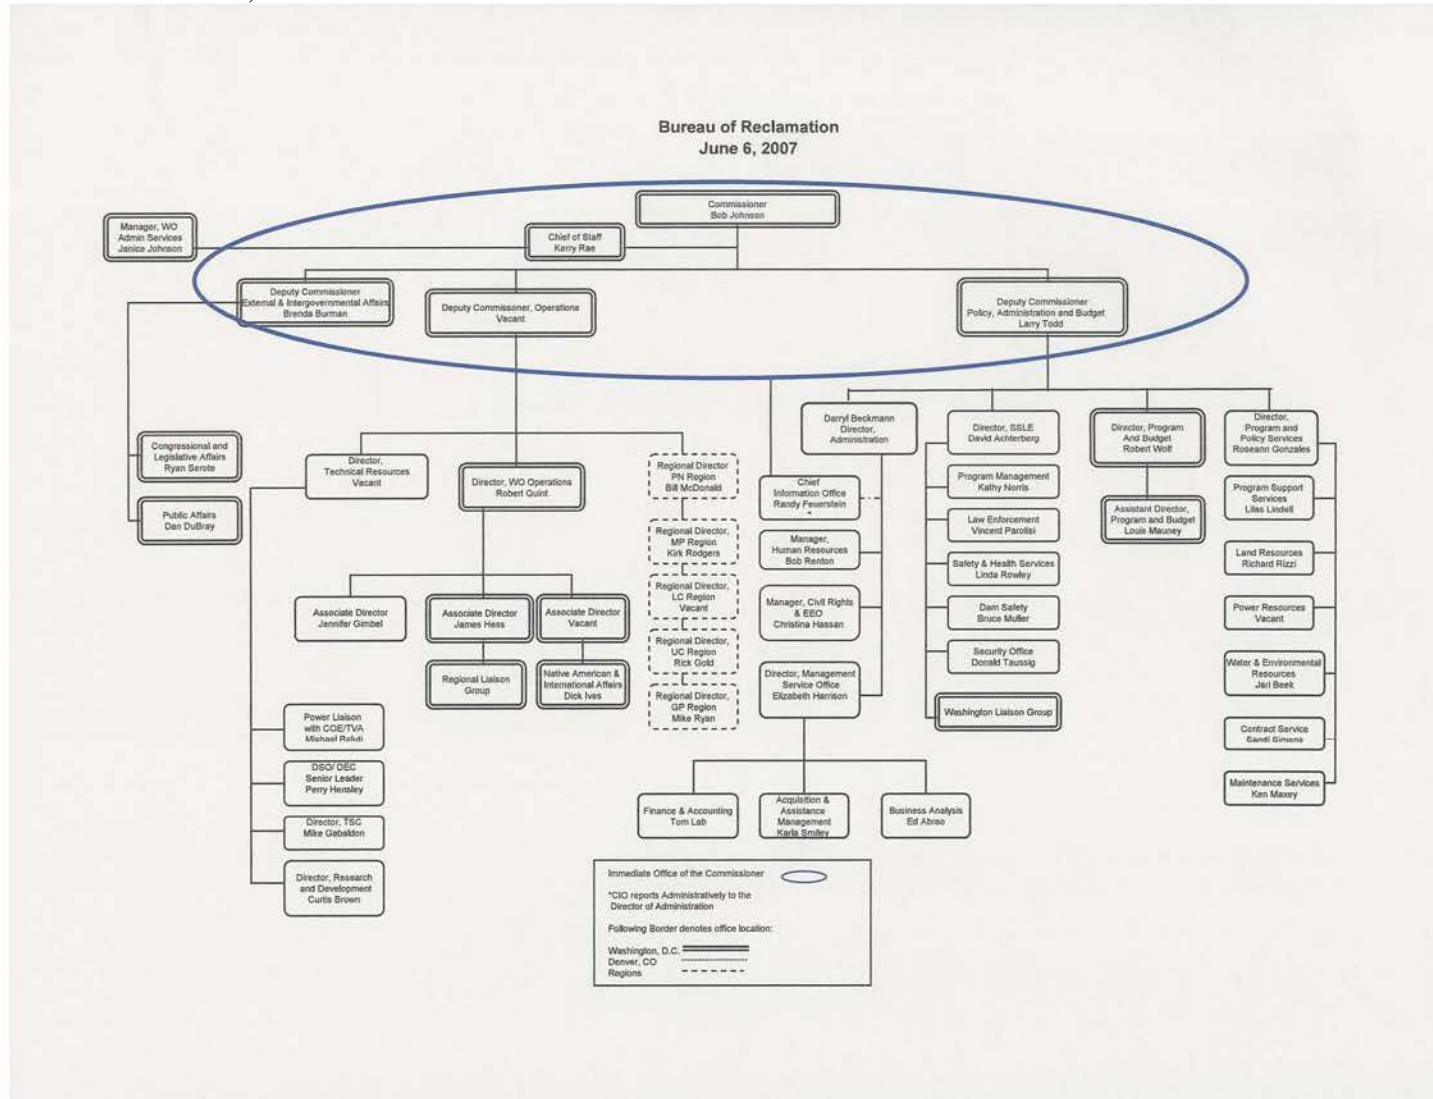 Bureau of Reclamation
June 6, 2007
Commissioner
Bob Johnson
Manager, WO
Admin Services
Janice Johnson
Chief of Staff
Kerry Rae
Deputy Commissioner
External & Intergovernmental Affairs
Brenda Burman
Deputy Commissoner, Operations
Vacant
Deputy Commissioner
Policy, Administration and Budget
Larry Todd
Congressional and
Legislative Affairs
Ryan Serote
Public Affairs
Dan DuBray
Director,
Technical Resources
Vacant
Director, WO Operations
Robert Quint
Regional Director
PN Region
Bill McDonald
Regional Director,
MP Region
Kirk Rodgers
Regional Director,
LC Region
Vacant
Regional Director,
UC Region
Rick Gold
Regional Director,
GP Region
Mike Ryan
Associate Director
Jennifer Gimbel
Associate Director
James Hess
Associate Director
Vacant
Regional Liaison
Group
Native American &
International Affairs
Dick Ives
Power Liaison
with COE/TVA
Michael
DSO/ DEC
Senior Leader
Perry Hensley
Director, TSC
Mike Gabaldon
Director, Research
and Development
Curtis Brown
Darryl Beckmann
Director,
Administration
Chief
Information Office
Randy Feuerstein
*
Manager,
Human Resources
Bob Renton
Manager, Civil Rights
& EEO
Christina Hassan
Director, Management
Service Office
Elizabeth Harrison
Finance & Accounting
Tom Lab
Acquisition &
Assistance
Management
Karla Smiley
Business Analysis
Ed Abreo
Director, SSLE
David Achterberg
Program Management
Kathy Norris
Law Enforcement
Vincent Parolisi
Safety & Health Services
Linda Rowley
Dam Safety
Bruce Muller
Security Office
Donald Taussig
Washington Liaison Group
Director, Program
And Budget
Robert Wolf
Assistant Director,
Program and Budget
Louis Mauney
Director,
Program and
Policy Services
Roseann Gonzales
Program Support
Services
Lilas Lindell
Land Resources
Richard Rizzi
Power Resources
Vacant
Water & Environmental
Resources
Jarl Beek
Contract Service
Maintenance Services
Ken Maxey
Immediate Office of the Commissioner
*CIO reports Administratively to the
Director of Administration
Following Border denotes office location:
Washington, D.C.
Denver, CO
Regions